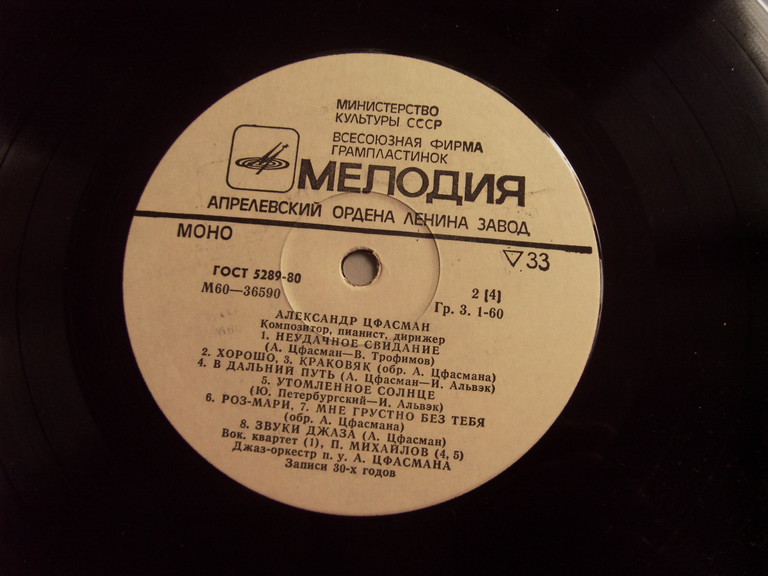 МИНИСТЕРСТВО
КУЛЬТУРЫ СССР
ВСЕСОЮЗНАЯ ФИРМА
ГРАМПЛАСТИНОК
МЕЛОДИЯ
АПРЕЛЕВСКИЙ ОРДЕНА ЛЕНИНА ЗАВОД
МОНО
▽33
ГОСТ 5289-80
М60—36590
2 [4]
Гр. 3. 1-60
АЛЕКСАНДР ЦФАСМАН
Композитор, пианист, дирижер
1. НЕУДАЧНОЕ СВИДАНИЕ
(А. Цфасман—В. Трофимов)
2. ХОРОШО, 3. КРАКОВЯК (обр. А. Цфасмана)
4. В ДАЛЬНИЙ ПУТЬ (А. Цфасман—И. Альвэк)
5. УТОМЛЕННОЕ СОЛНЦЕ
(Ю. Петербургский—И. Альвэк)
6. РОЗ-МАРИ, 7. МНЕ ГРУСТНО БЕЗ ТЕБЯ
(обр. А. Цфасмана)
8. ЗВУКИ ДЖАЗА (А. Цфасман)
Вок. квартет (1), П. МИХАЙЛОВ (4, 5)
Джаз-оркестр п. у. А. ЦФАСМАНА
Записи 30-х годов